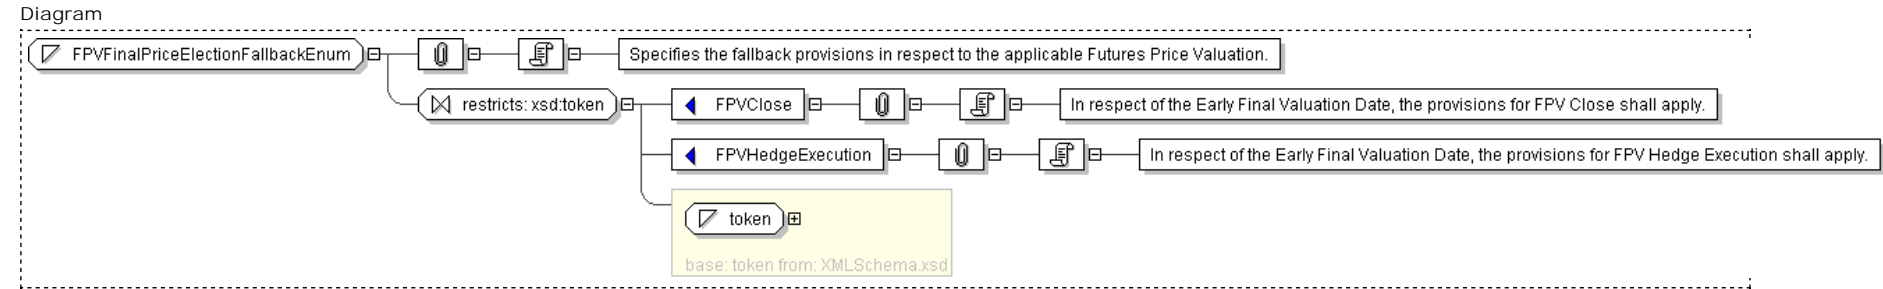 Diagram
FPVFinalPriceElectionFallbackEnum
Specifies the fallback provisions in respect to the applicable Futures Price Valuation.
restricts: xsd:token
FPVClose
In respect of the Early Final Valuation Date, the provisions for FPV Close shall apply.
FPVHedgeExecution
In respect of the Early Final Valuation Date, the provisions for FPV Hedge Execution shall apply.
token
base: token from: XMLSchema.xsd